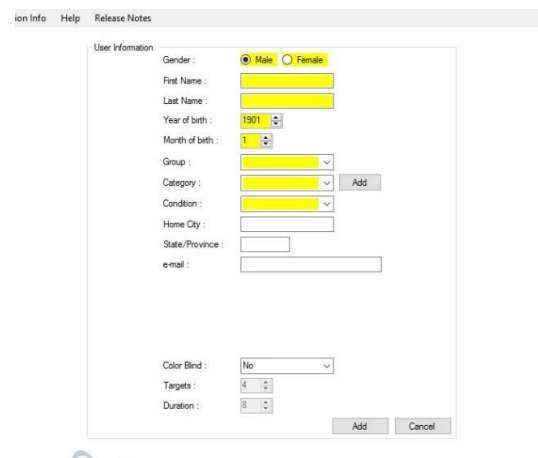 ion Info Help Release Notes
User Information
Gender : Male Female
First Name :
Last Name :
Year of birth : 1901
Month of birth : 1
Group :
Category : Add
Condition :
Home City :
State/Province :
e-mail :
Color Blind : No
Targets : 4
Duration : 8
Add Cancel